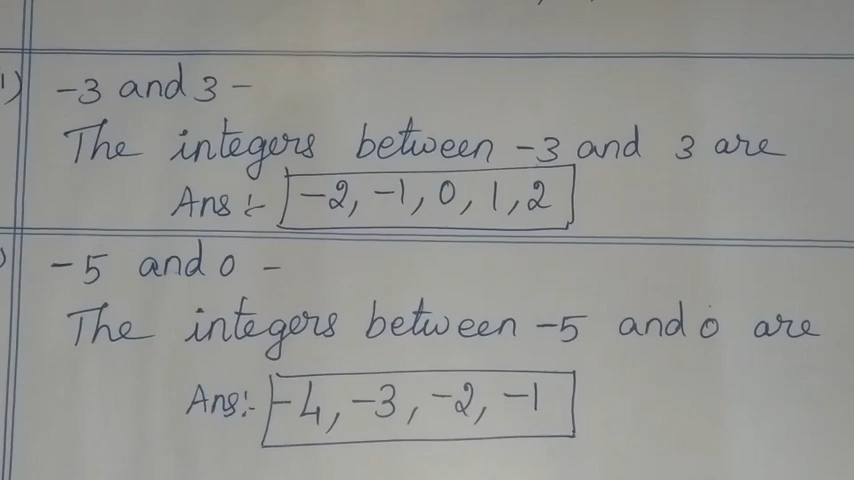 1) -3 and 3 -
The integers between -3 and 3 are
Ans :- -2, -1, 0, 1, 2
) -5 and 0 -
The integers between -5 and 0 are
Ans:- -4, -3, -2, -1